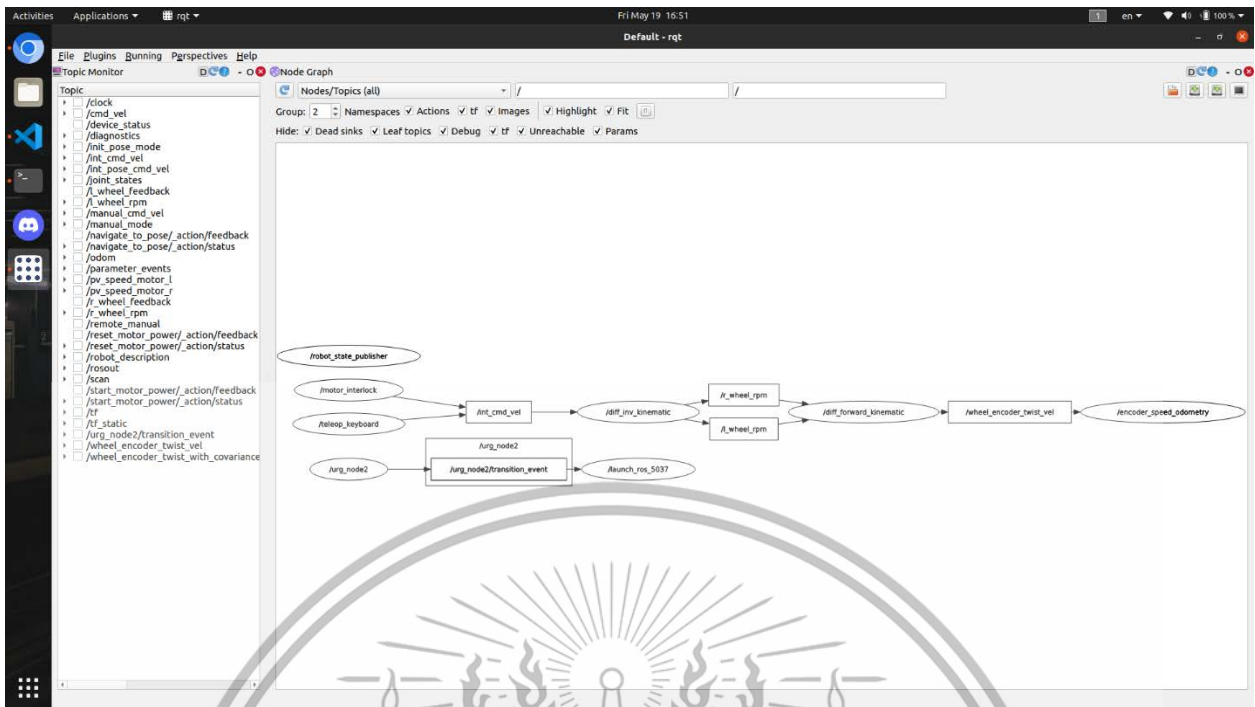 Activities Applications rqt Fri May 19 16:51 1 en 100 %
Default - rqt
File Plugins Running Perspectives Help
Topic Monitor D C - O Node Graph D C - O
Topic
/clock
/cmd_vel
/device_status
/diagnostics
/init_pose_mode
/int_cmd_vel
/int_pose_cmd_vel
/joint_states
/l_wheel_feedback
/l_wheel_rpm
/manual_cmd_vel
/manual_mode
/navigate_to_pose/_action/feedback
/navigate_to_pose/_action/status
/odom
/parameter_events
/pv_speed_motor_l
/pv_speed_motor_r
/r_wheel_feedback
/r_wheel_rpm
/remote_manual
/reset_motor_power/_action/feedback
/reset_motor_power/_action/status
/robot_description
/rosout
/scan
/start_motor_power/_action/feedback
/start_motor_power/_action/status
/tf
/tf_static
/urg_node2/transition_event
/wheel_encoder_twist_vel
/wheel_encoder_twist_with_covariance
Nodes/Topics (all) / /
Group: 2 Namespaces Actions tf Images Highlight Fit
Hide: Dead sinks Leaf topics Debug tf Unreachable Params
/robot_state_publisher
/motor_interlock
/teleop_keyboard
/int_cmd_vel
/diff_inv_kinematic
/r_wheel_rpm
/l_wheel_rpm
/diff_forward_kinematic
/wheel_encoder_twist_vel
/encoder_speed_odometry
/urg_node2
/urg_node2
/urg_node2/transition_event
/launch_ros_5037